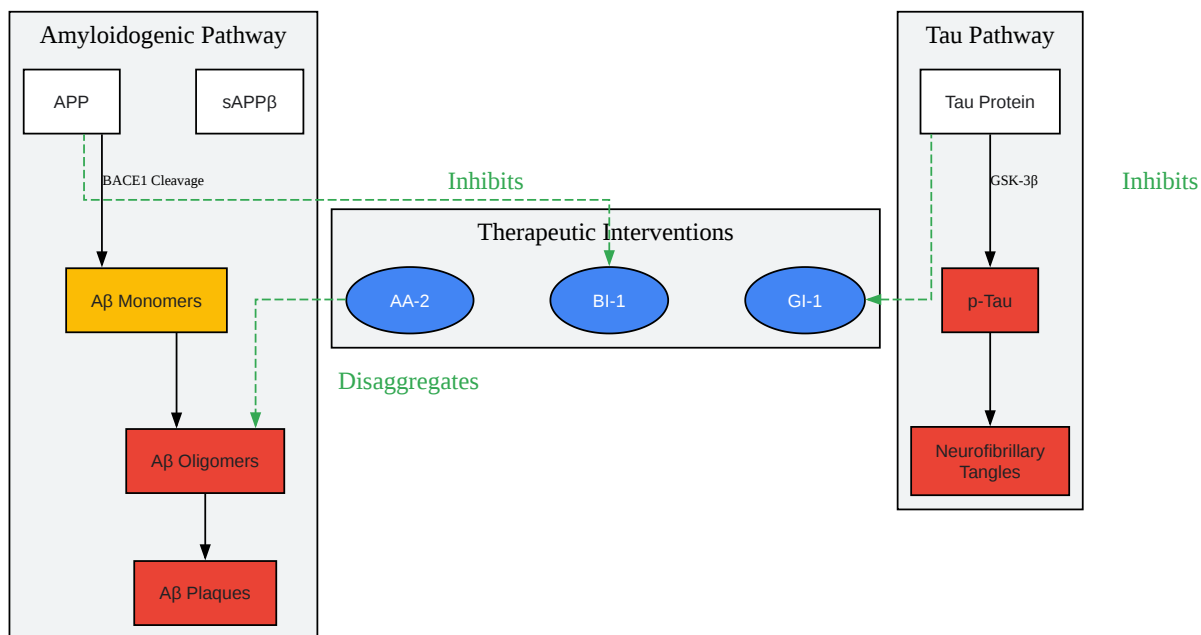 Amyloidogenic Pathway
Tau Pathway
APP
sAPPβ
Tau Protein
BACE1 Cleavage
Inhibits
GSK-3β
Inhibits
Therapeutic Interventions
Aβ Monomers
AA-2
BI-1
GI-1
p-Tau
Disaggregates
Aβ Oligomers
Neurofibrillary
Tangles
Aβ Plaques